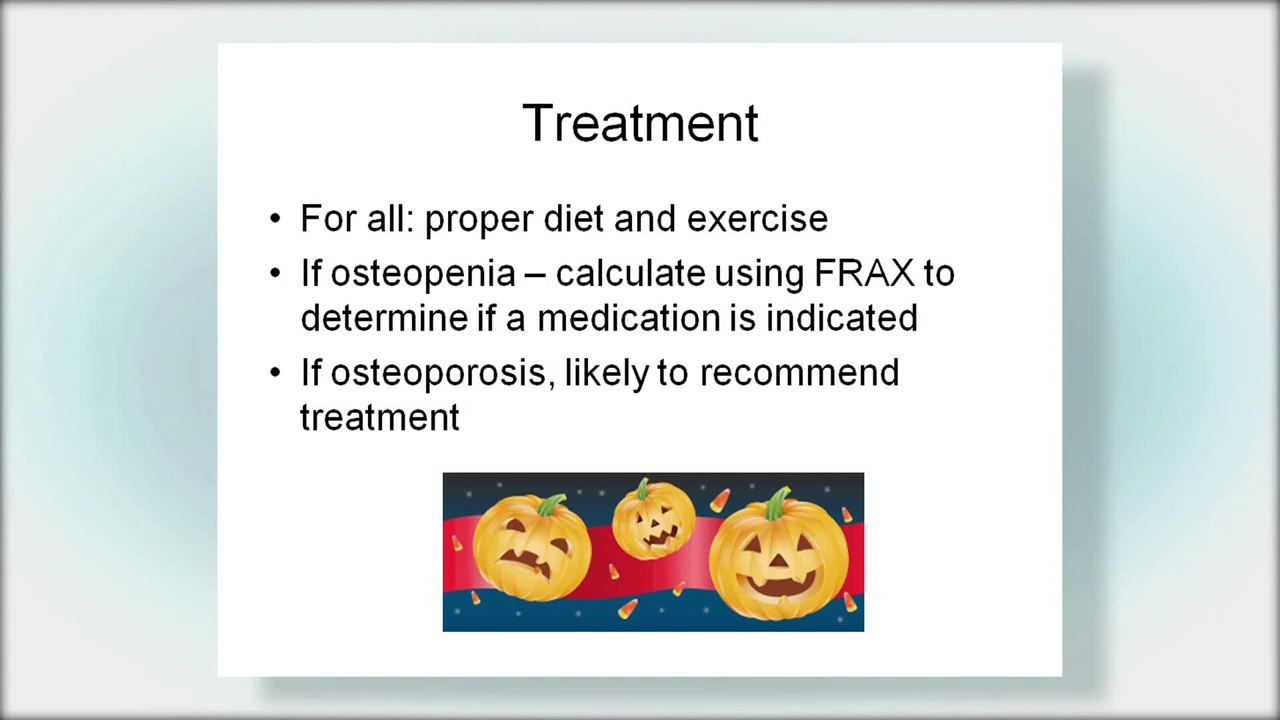 Treatment
• For all: proper diet and exercise
• If osteopenia – calculate using FRAX to
determine if a medication is indicated
• If osteoporosis, likely to recommend
treatment